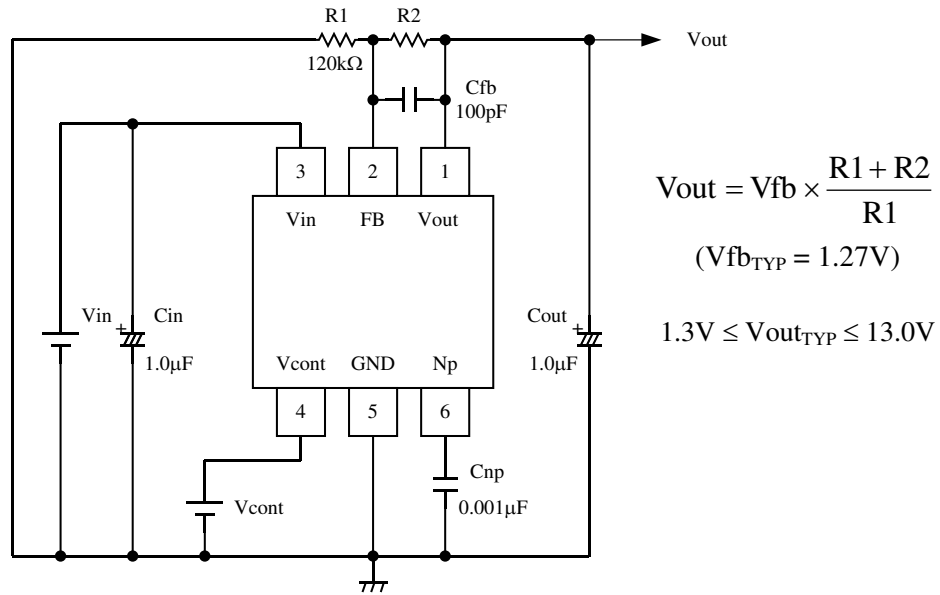 R1 R2
Vout
120kΩ
Cfb
100pF
3 2 1
Vin FB Vout
Vout = Vfb × (R1 + R2) / R1
(VfbTYP = 1.27V)
1.3V ≤ VoutTYP ≤ 13.0V
Vin + Cin
1.0μF
Cout +
1.0μF
Vcont GND Np
4 5 6
Vcont
Cnp
0.001μF